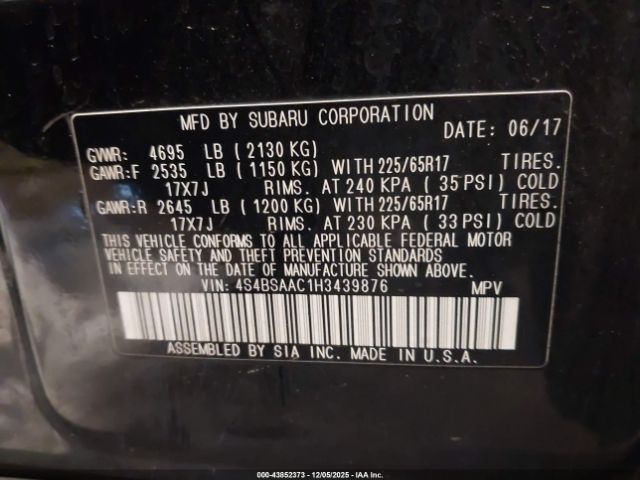 MFD BY SUBARU CORPORATION
DATE: 06/17
GVWR: 4695 LB ( 2130 KG)
GAWR:F 2535 LB ( 1150 KG) WITH 225/65R17 TIRES.
17X7J RIMS. AT 240 KPA ( 35 PSI) COLD
GAWR:R 2645 LB ( 1200 KG) WITH 225/65R17 TIRES.
17X7J RIMS. AT 230 KPA ( 33 PSI) COLD
THIS VEHICLE CONFORMS TO ALL APPLICABLE FEDERAL MOTOR
VEHICLE SAFETY AND THEFT PREVENTION STANDARDS
IN EFFECT ON THE DATE OF MANUFACTURE SHOWN ABOVE.
VIN: 4S4BSAAC1H3439876 MPV
ASSEMBLED BY SIA INC. MADE IN U.S.A.
000-43852373 - 12/05/2025 - IAA Inc.